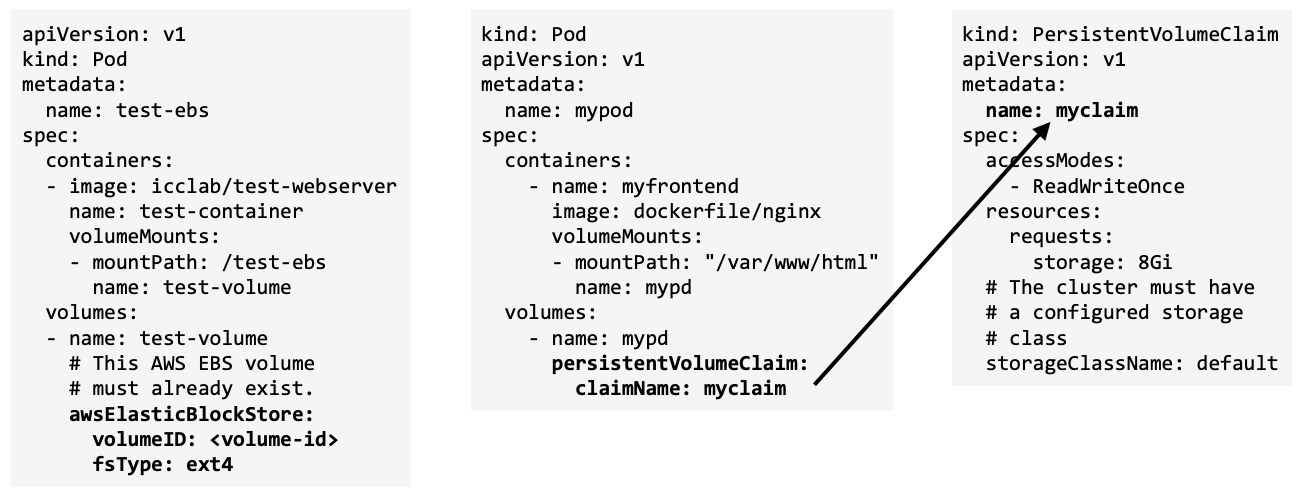 apiVersion: v1
kind: Pod
metadata:
  name: test-ebs
spec:
  containers:
  - image: icclab/test-webserver
    name: test-container
    volumeMounts:
    - mountPath: /test-ebs
      name: test-volume
  volumes:
  - name: test-volume
    # This AWS EBS volume
    # must already exist.
    awsElasticBlockStore:
      volumeID: <volume-id>
      fsType: ext4
kind: Pod
apiVersion: v1
metadata:
  name: mypod
spec:
  containers:
    - name: myfrontend
      image: dockerfile/nginx
      volumeMounts:
      - mountPath: "/var/www/html"
        name: mypd
  volumes:
    - name: mypd
      persistentVolumeClaim:
        claimName: myclaim
kind: PersistentVolumeClaim
apiVersion: v1
metadata:
  name: myclaim
spec:
  accessModes:
    - ReadWriteOnce
  resources:
    requests:
      storage: 8Gi
  # The cluster must have
  # a configured storage
  # class
  storageClassName: default